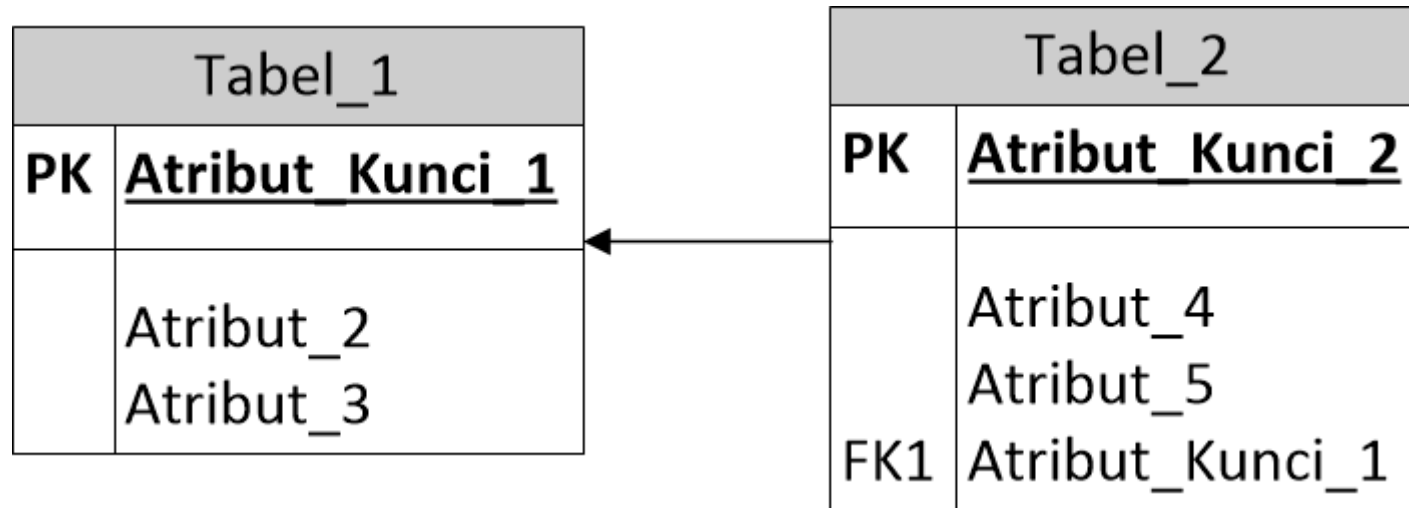 Tabel_1
PK Atribut_Kunci_1
Atribut_2
Atribut_3
Tabel_2
PK Atribut_Kunci_2
Atribut_4
Atribut_5
FK1 Atribut_Kunci_1